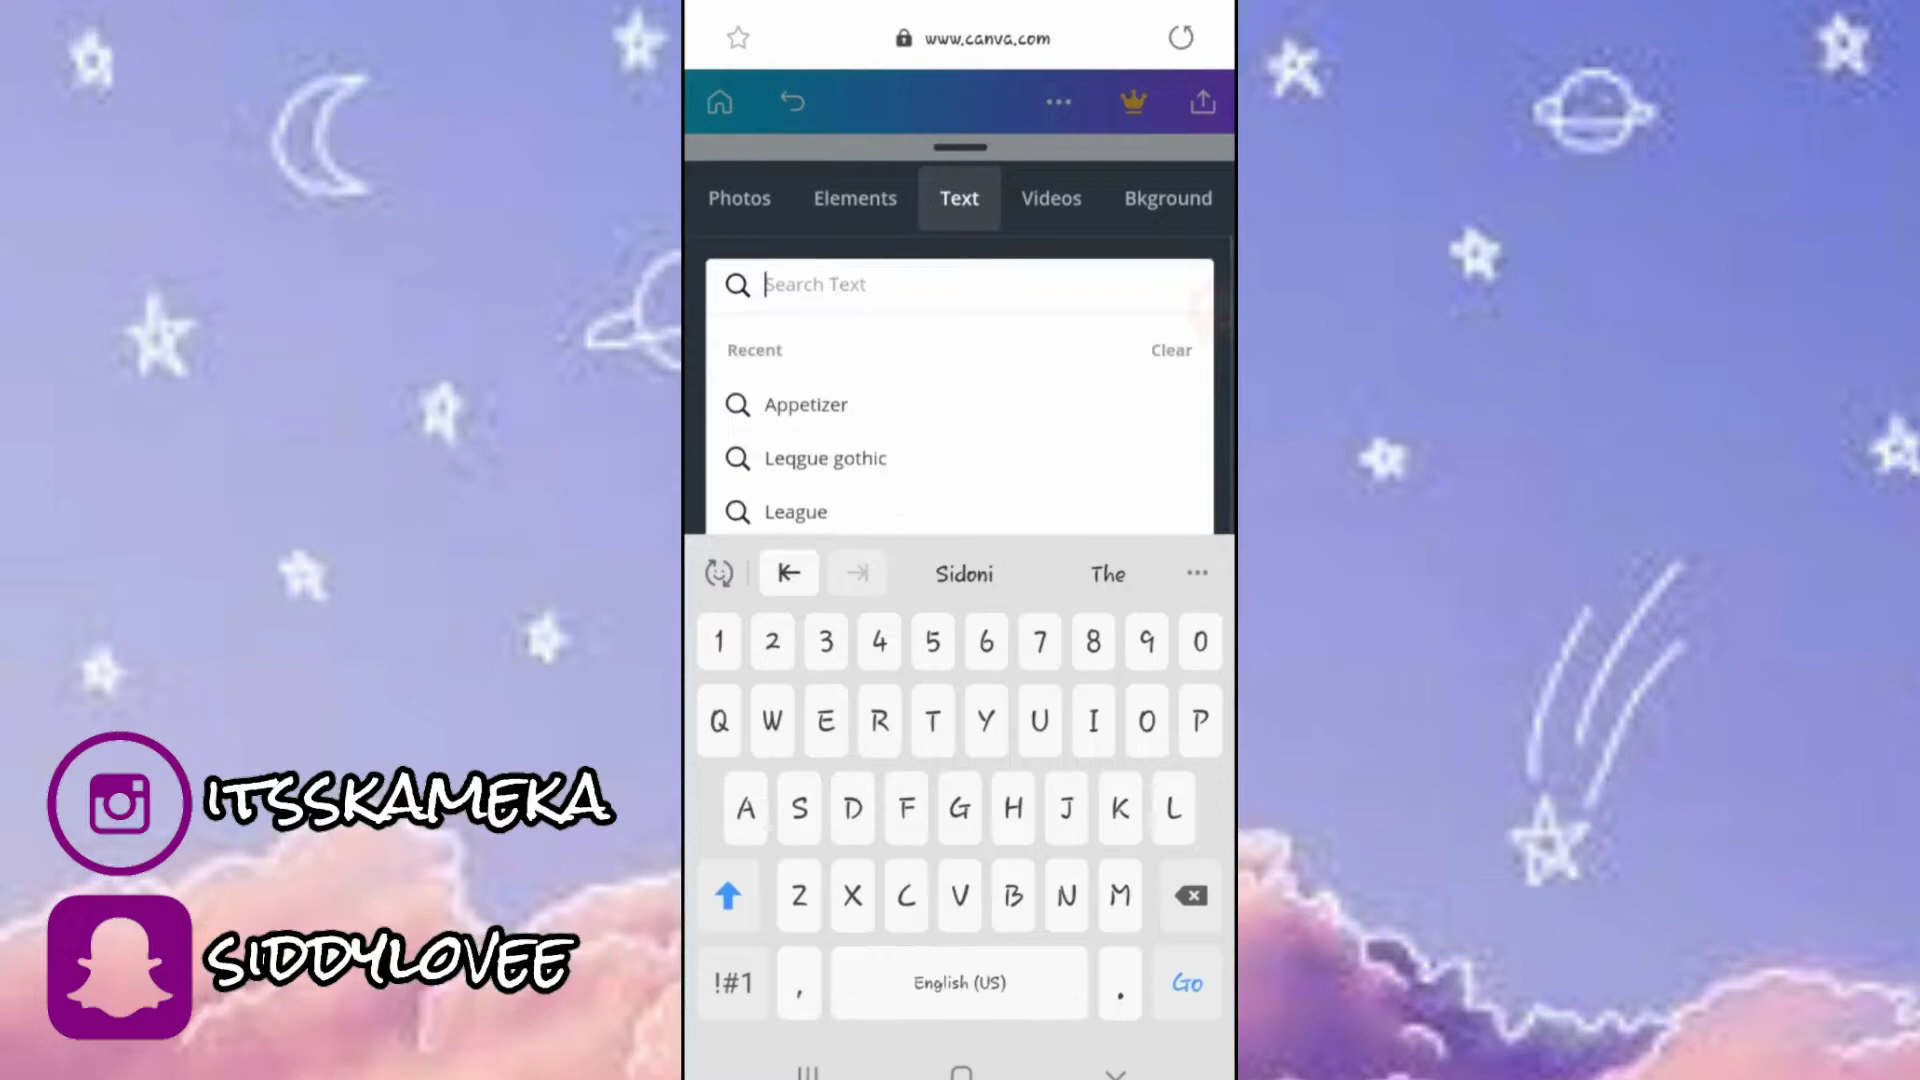 www.canva.com
Photos Elements Text Videos Bkground
Search Text
Recent Clear
Appetizer
Leqgue gothic
League
Sidoni The
1 2 3 4 5 6 7 8 9 0
Q W E R T Y U I O P
A S D F G H J K L
Z X C V B N M
!#1 , English (US) . Go
ITSSKAMEKA
SIDDYLOVEE